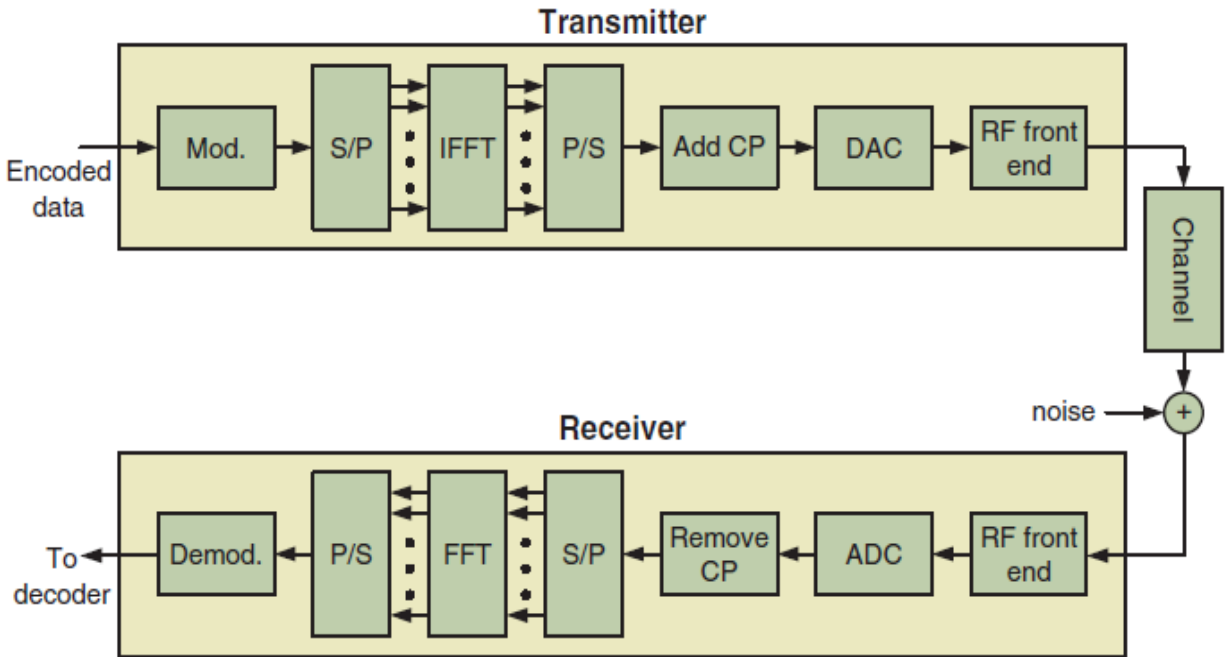 Transmitter
Encoded
data
Mod.
S/P
IFFT
P/S
Add CP
DAC
RF front
end
Channel
noise
+
Receiver
To
decoder
Demod.
P/S
FFT
S/P
Remove
CP
ADC
RF front
end